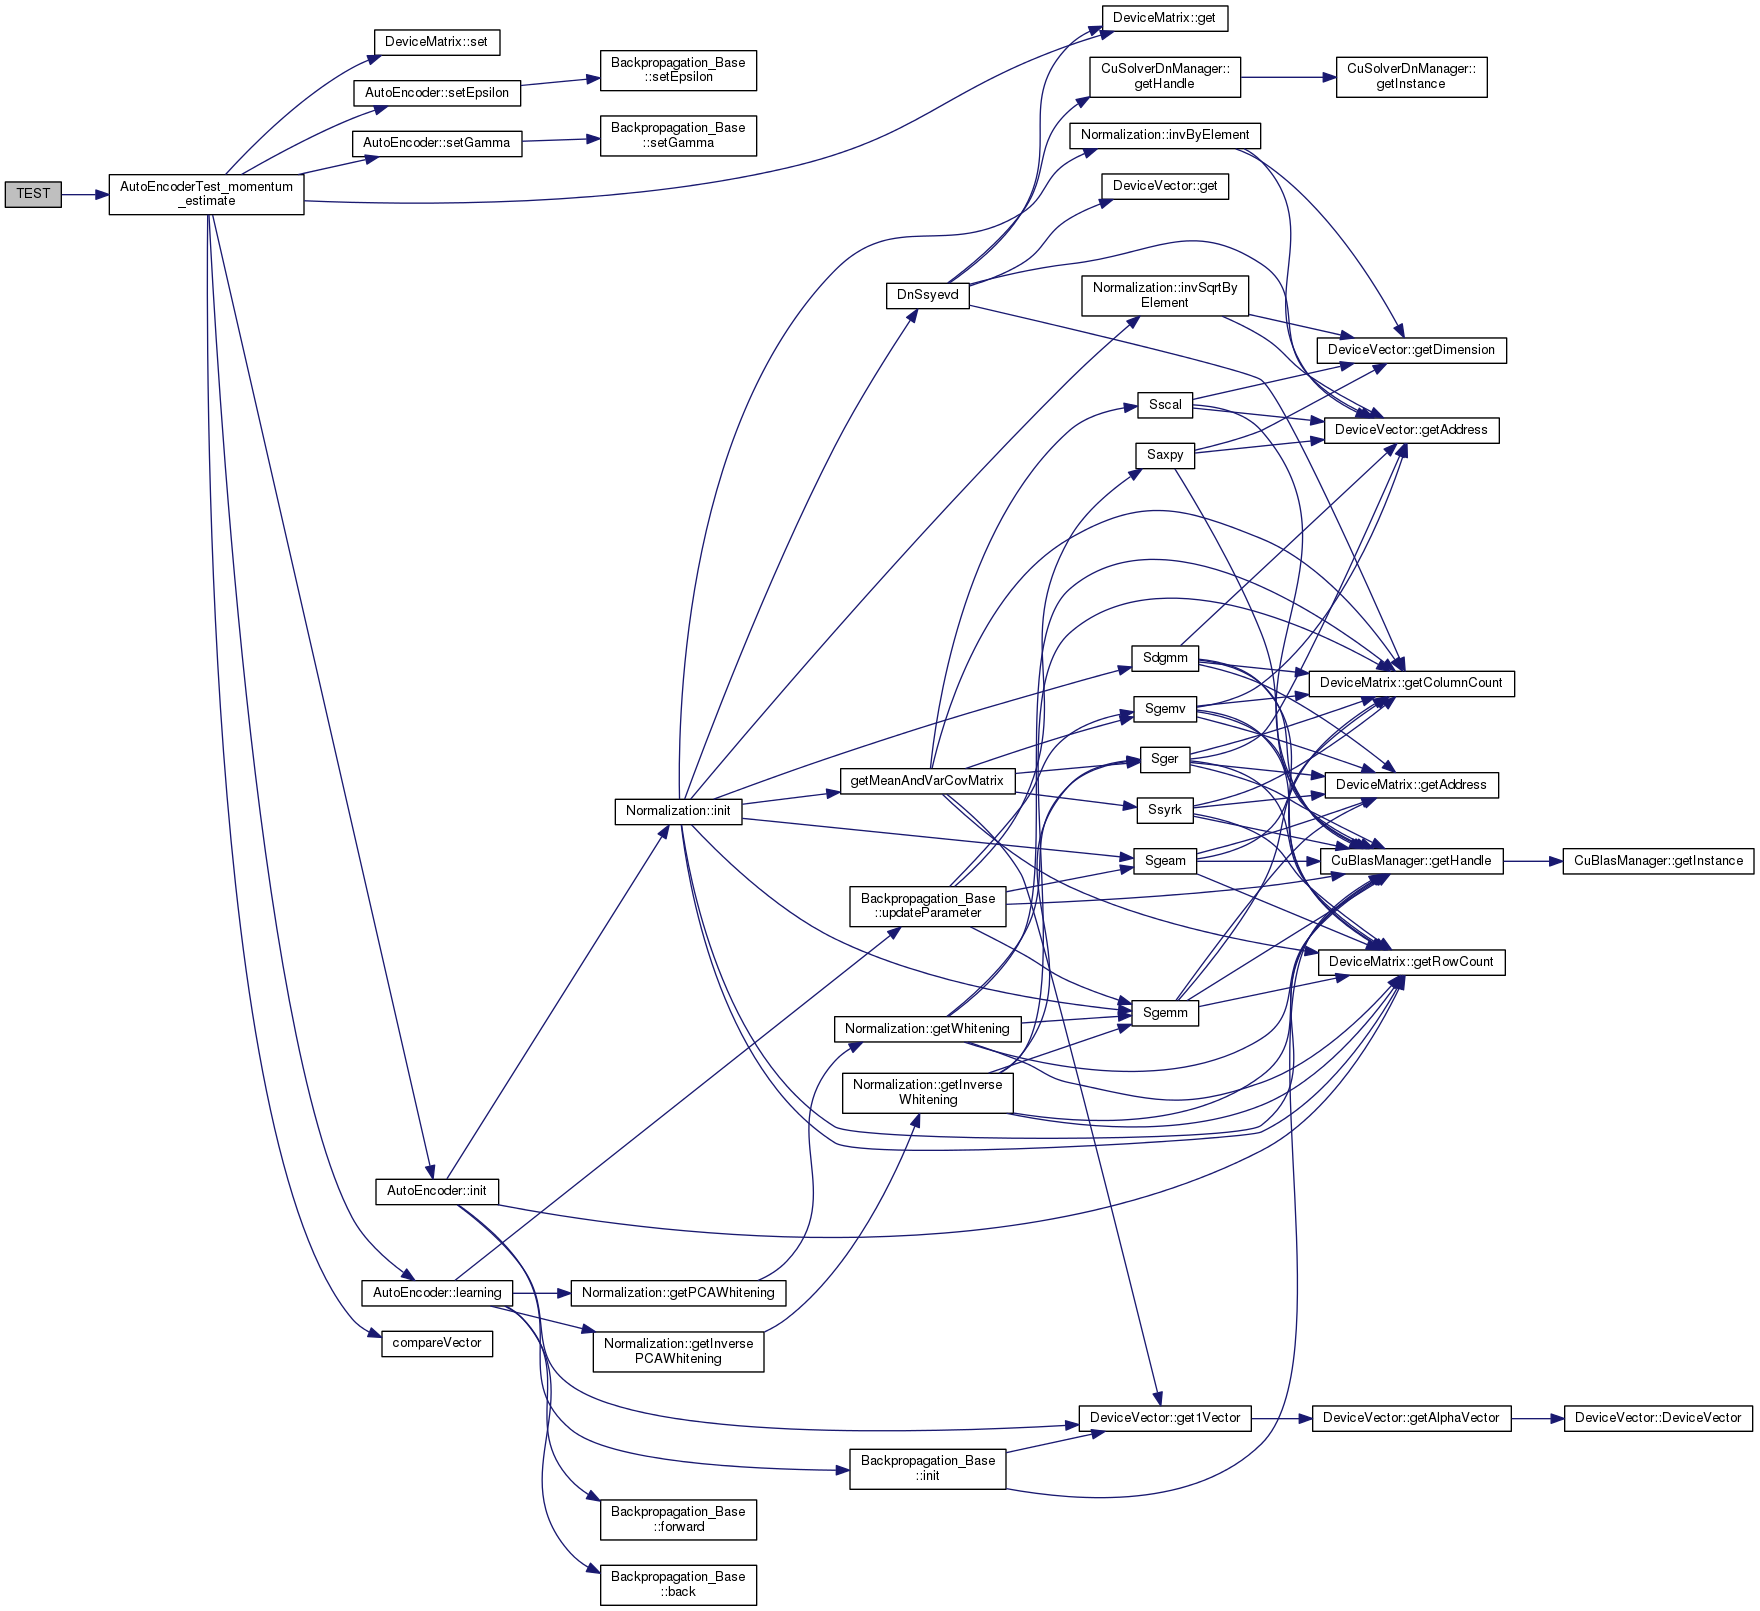 TEST
AutoEncoderTest_momentum
_estimate
DeviceMatrix::set
AutoEncoder::setEpsilon
AutoEncoder::setGamma
AutoEncoder::init
AutoEncoder::learning
compareVector
Backpropagation_Base
::setEpsilon
Backpropagation_Base
::setGamma
Normalization::init
Normalization::getPCAWhitening
Normalization::getInverse
PCAWhitening
Backpropagation_Base
::forward
Backpropagation_Base
::back
DnSsyevd
getMeanAndVarCovMatrix
Backpropagation_Base
::updateParameter
Normalization::getWhitening
Normalization::getInverse
Whitening
Backpropagation_Base
::init
DeviceMatrix::get
CuSolverDnManager::
getHandle
Normalization::invByElement
DeviceVector::get
Normalization::invSqrtBy
Element
Sscal
Saxpy
Sdgmm
Sgemv
Sger
Ssyrk
Sgeam
Sgemm
DeviceVector::get1Vector
CuSolverDnManager::
getInstance
DeviceVector::getDimension
DeviceVector::getAddress
DeviceMatrix::getColumnCount
DeviceMatrix::getAddress
CuBlasManager::getHandle
DeviceMatrix::getRowCount
DeviceVector::getAlphaVector
CuBlasManager::getInstance
DeviceVector::DeviceVector